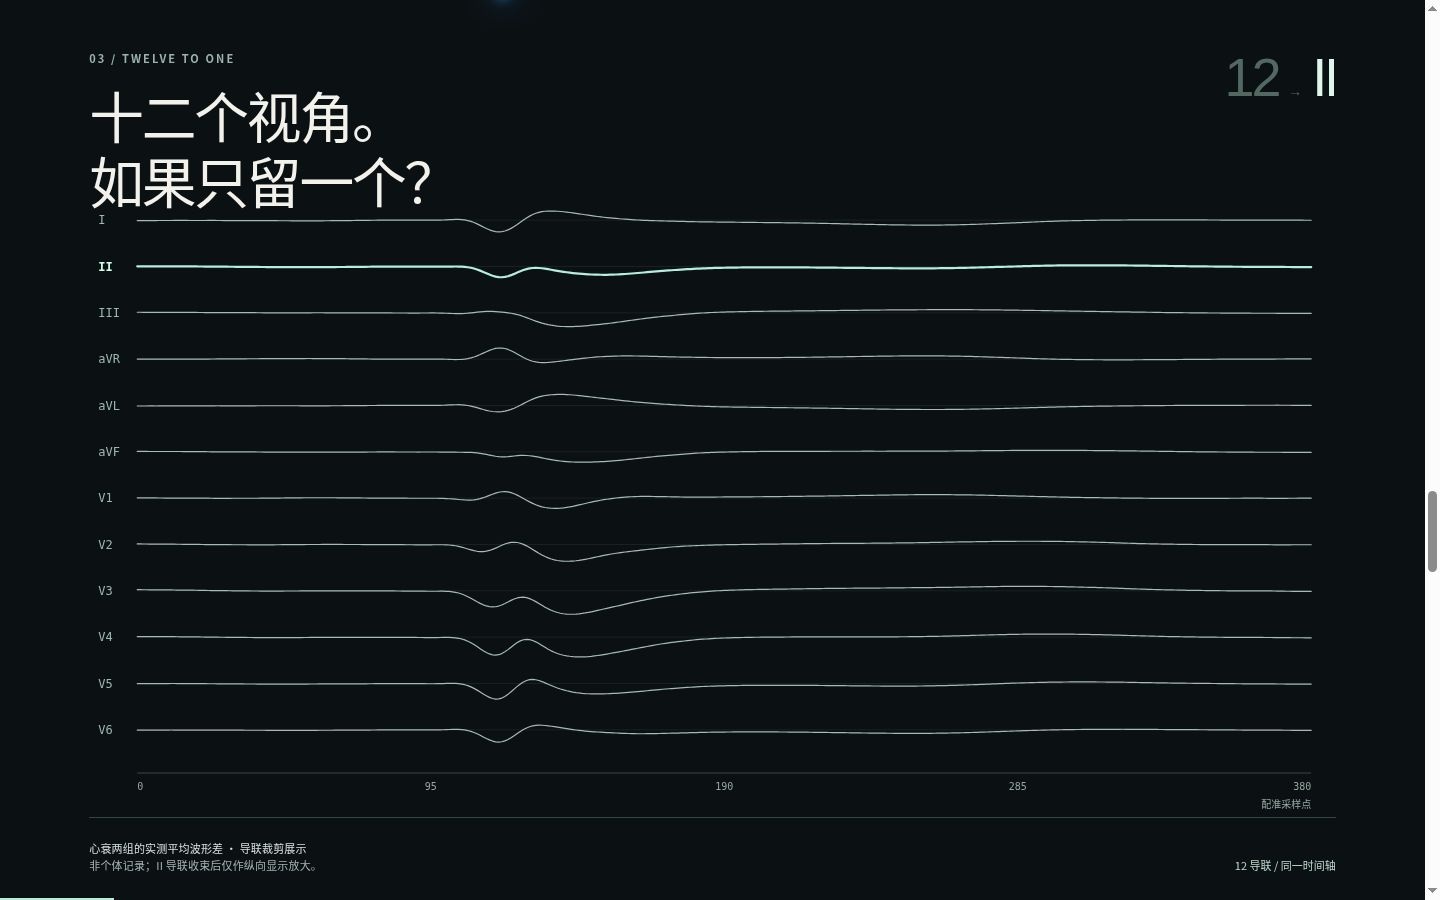 03 / TWELVE TO ONE
12 → II
十二个视角。
如果只留一个？
I
II
III
aVR
aVL
aVF
V1
V2
V3
V4
V5
V6
0 95 190 285 380
配准采样点
心衰两组的实测平均波形差 · 导联裁剪展示
非个体记录；II 导联收束后仅作纵向显示放大。
12 导联 / 同一时间轴